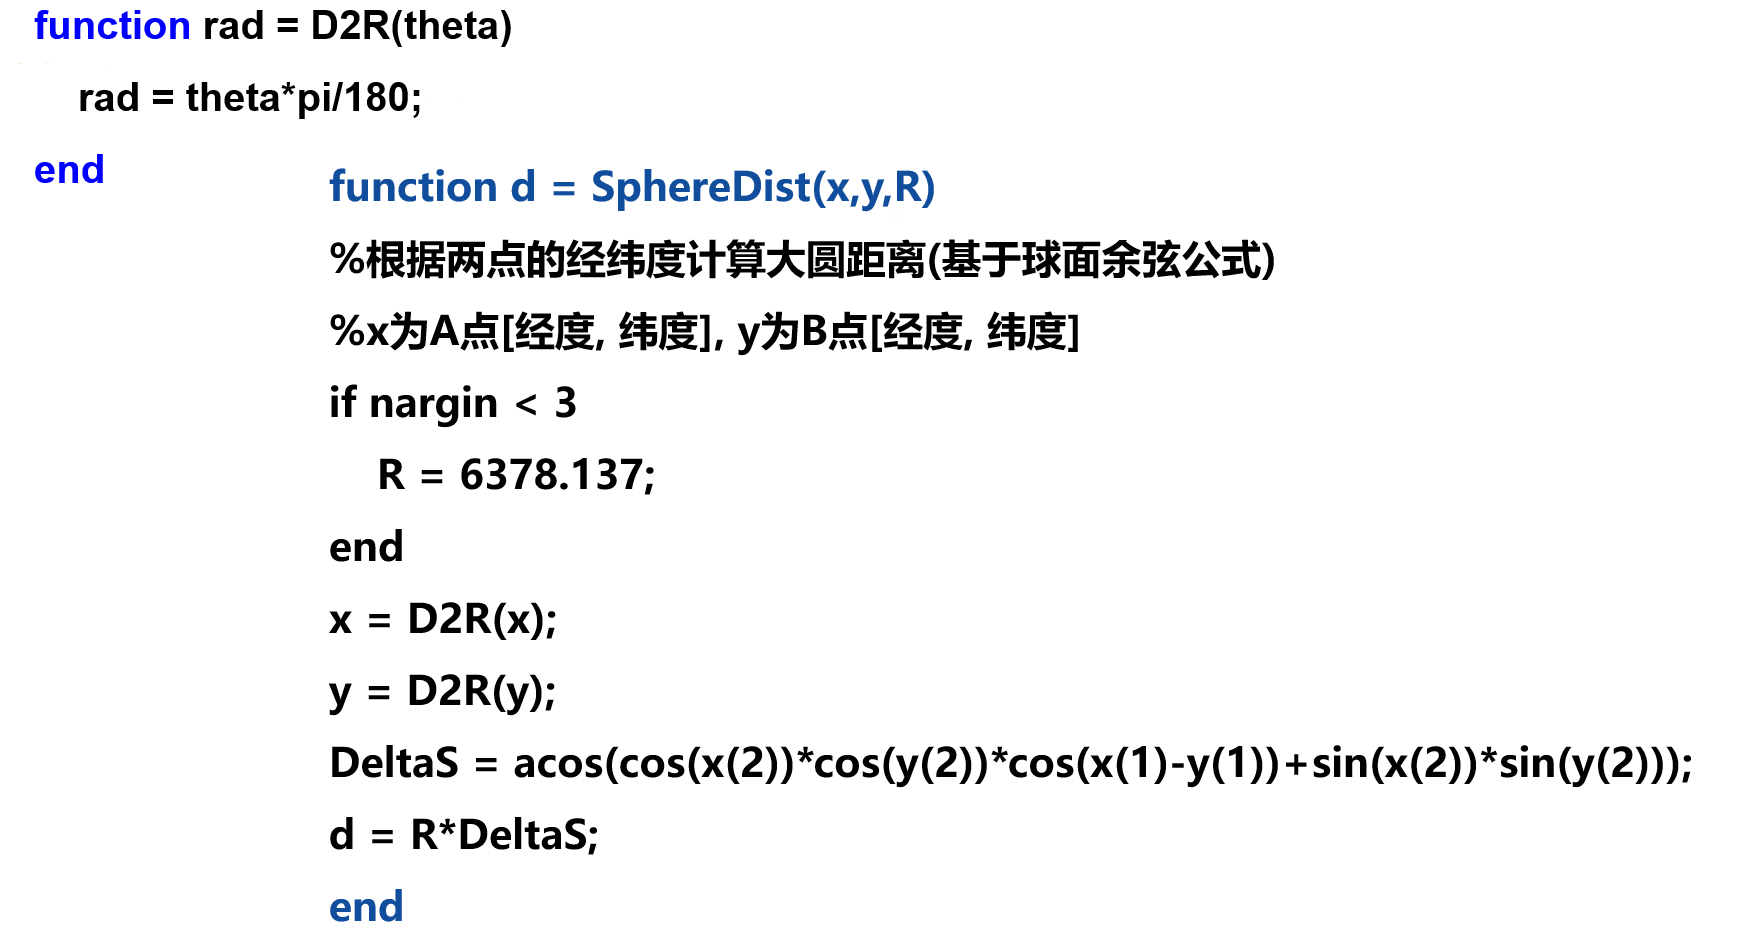 function rad = D2R(theta)
rad = theta*pi/180;
end
function d = SphereDist(x,y,R)
%根据两点的经纬度计算大圆距离(基于球面余弦公式)
%x为A点[经度, 纬度], y为B点[经度, 纬度]
if nargin < 3
R = 6378.137;
end
x = D2R(x);
y = D2R(y);
DeltaS = acos(cos(x(2))*cos(y(2))*cos(x(1)-y(1))+sin(x(2))*sin(y(2)));
d = R*DeltaS;
end